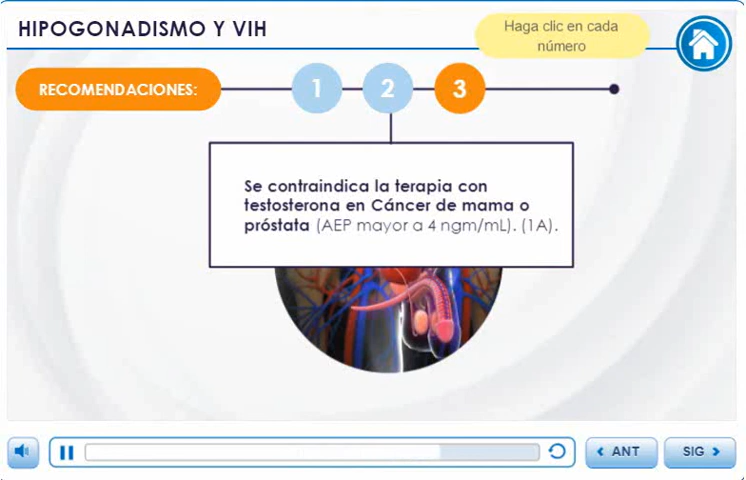 HIPOGONADISMO Y VIH
Haga clic en cada
número
RECOMENDACIONES:
1
2
3
Se contraindica la terapia con
testosterona en Cáncer de mama o
próstata (AEP mayor a 4 ngm/mL). (1A).
ANT
SIG